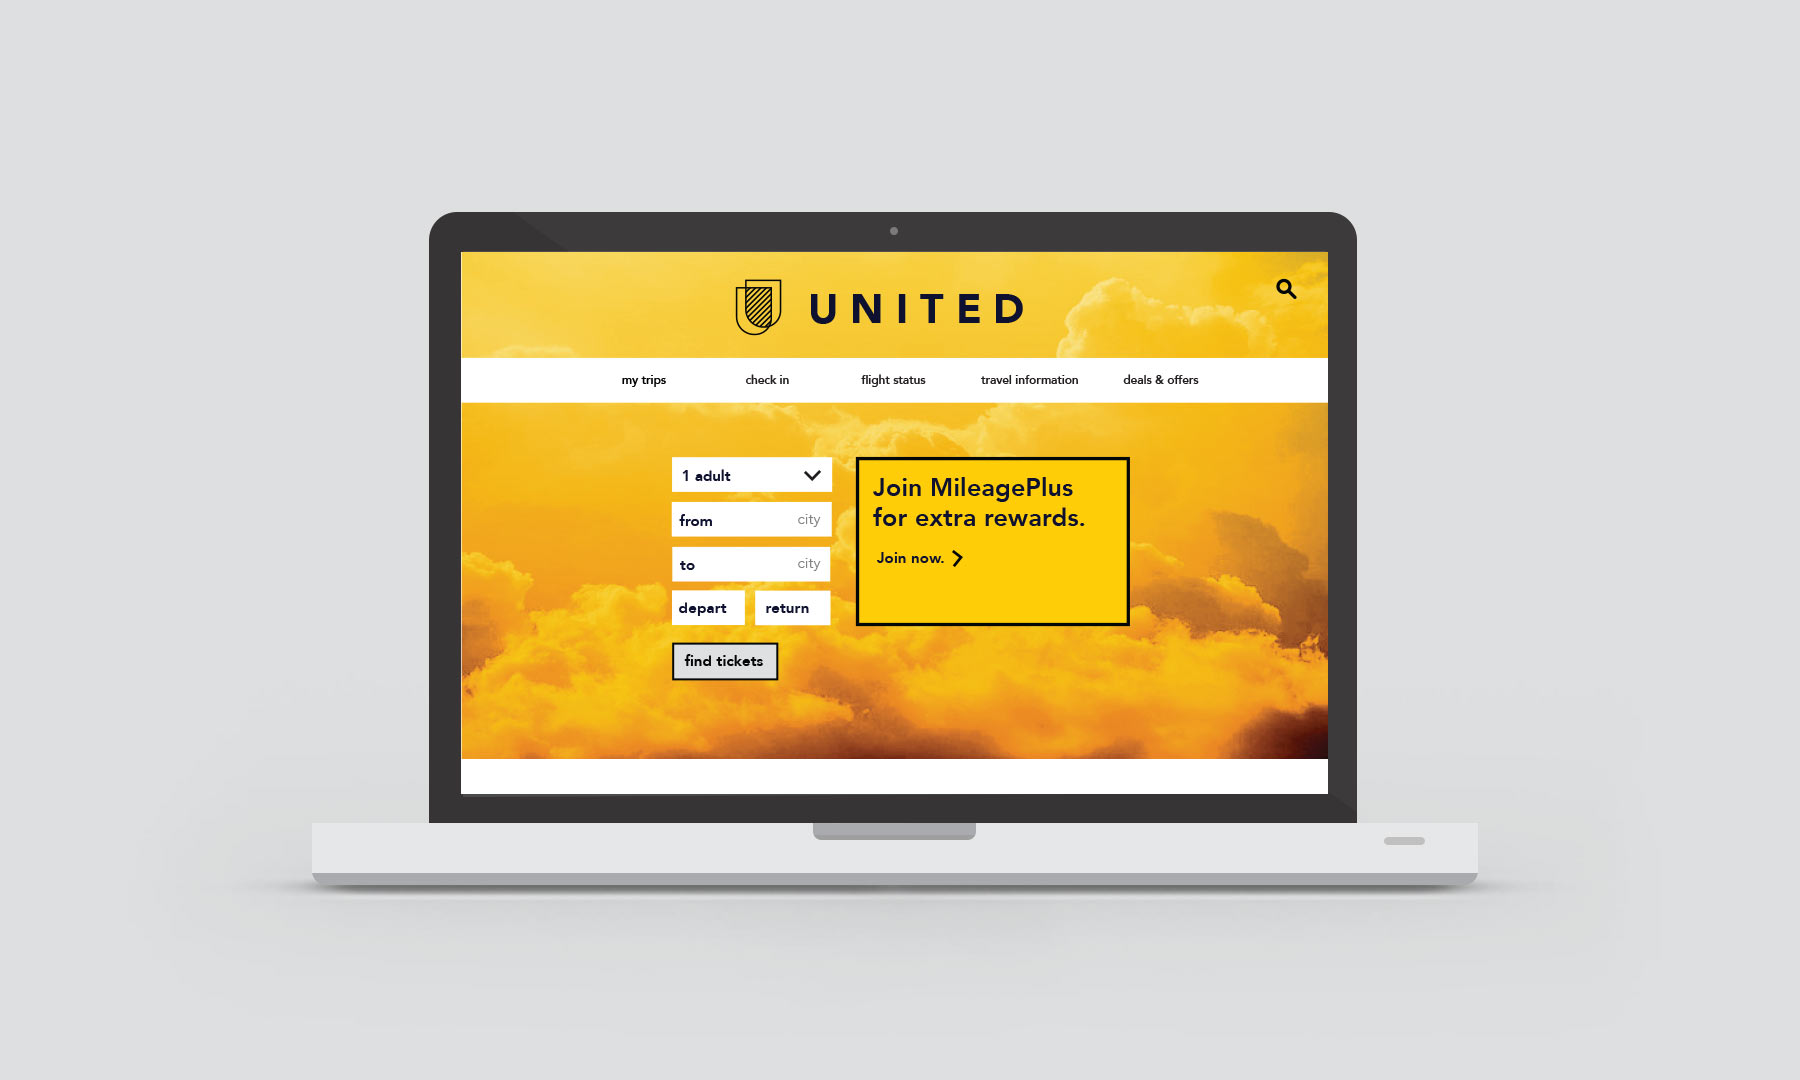 UNITED
my trips
check in
flight status
travel information
deals & offers
1 adult
from city
to city
depart return
find tickets
Join MileagePlus
for extra rewards.
Join now.